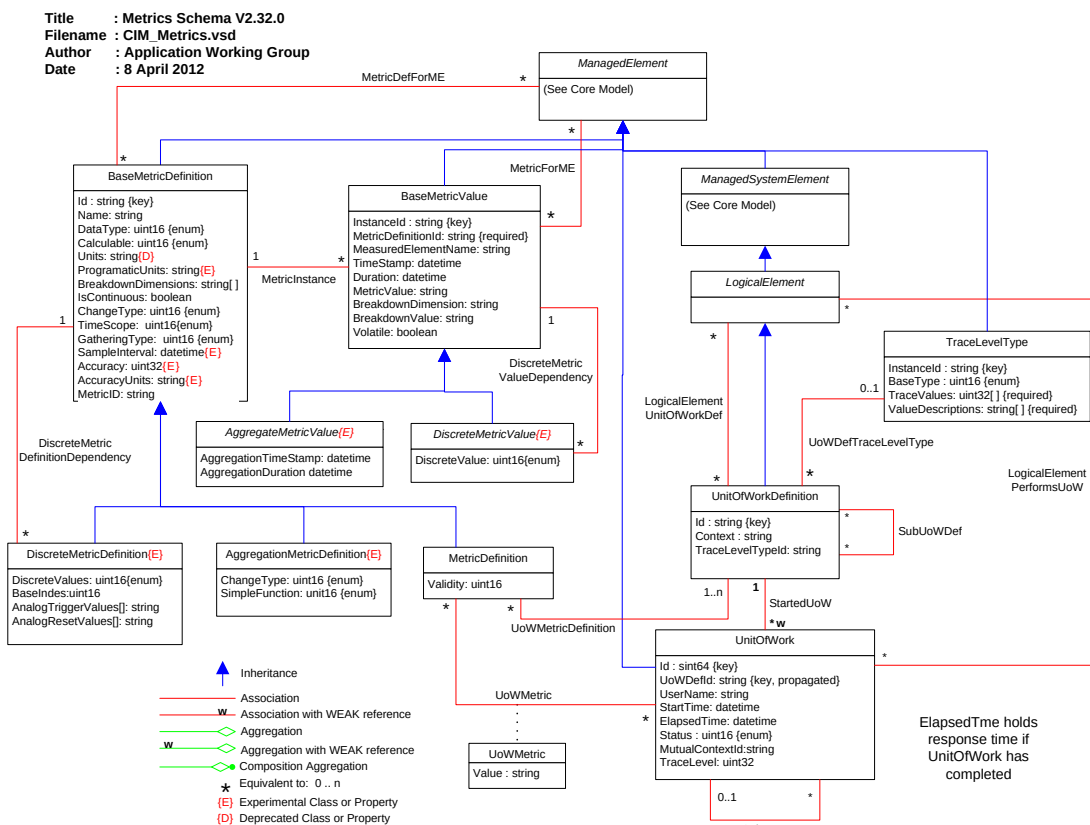 Title : Metrics Schema V2.32.0
Filename : CIM_Metrics.vsd
Author : Application Working Group
Date : 8 April 2012
ManagedElement
(See Core Model)
MetricDefForME
*
*
*
MetricForME
*
BaseMetricDefinition
Id : string {key}
Name: string
DataType: uint16 {enum}
Calculable: uint16 {enum}
Units: string{D}
ProgramaticUnits: string{E}
BreakdownDimensions: string[ ]
IsContinuous: boolean
ChangeType: uint16 {enum}
TimeScope: uint16{enum}
GatheringType: uint16 {enum}
SampleInterval: datetime{E}
Accuracy: uint32{E}
AccuracyUnits: string{E}
MetricID: string
1
*
MetricInstance
1
BaseMetricValue
InstanceId : string {key}
MetricDefinitionId: string {required}
MeasuredElementName: string
TimeStamp: datetime
Duration: datetime
MetricValue: string
BreakdownDimension: string
BreakdownValue: string
Volatile: boolean
1
DiscreteMetric
ValueDependency
*
ManagedSystemElement
(See Core Model)
LogicalElement
*
*
LogicalElement
UnitOfWorkDef
*
TraceLevelType
InstanceId : string {key}
BaseType : uint16 {enum}
TraceValues: uint32[ ] {required}
ValueDescriptions: string[ ] {required}
0..1
UoWDefTraceLevelType
*
LogicalElement
PerformsUoW
AggregateMetricValue{E}
AggregationTimeStamp: datetime
AggregationDuration datetime
DiscreteMetricValue{E}
DiscreteValue: uint16{enum}
DiscreteMetric
DefinitionDependency
*
UnitOfWorkDefinition
Id : string {key}
Context : string
TraceLevelTypeId: string
*
*
SubUoWDef
DiscreteMetricDefinition{E}
DiscreteValues: uint16{enum}
BaseIndes:uint16
AnalogTriggerValues[]: string
AnalogResetValues[]: string
AggregationMetricDefinition{E}
ChangeType: uint16 {enum}
SimpleFunction: unit16 {enum}
MetricDefinition
Validity: uint16
*
*
1..n
UoWMetricDefinition
1
StartedUoW
* w
UnitOfWork
Id : sint64 {key}
UoWDefId: string {key, propagated}
UserName: string
StartTime: datetime
ElapsedTime: datetime
Status : uint16 {enum}
MutualContextId:string
TraceLevel: uint32
*
0..1
*
UoWMetric
*
UoWMetric
Value : string
ElapsedTme holds
response time if
UnitOfWork has
completed
Inheritance
Association
w Association with WEAK reference
Aggregation
w Aggregation with WEAK reference
Composition Aggregation
* Equivalent to: 0 .. n
{E} Experimental Class or Property
{D} Deprecated Class or Property